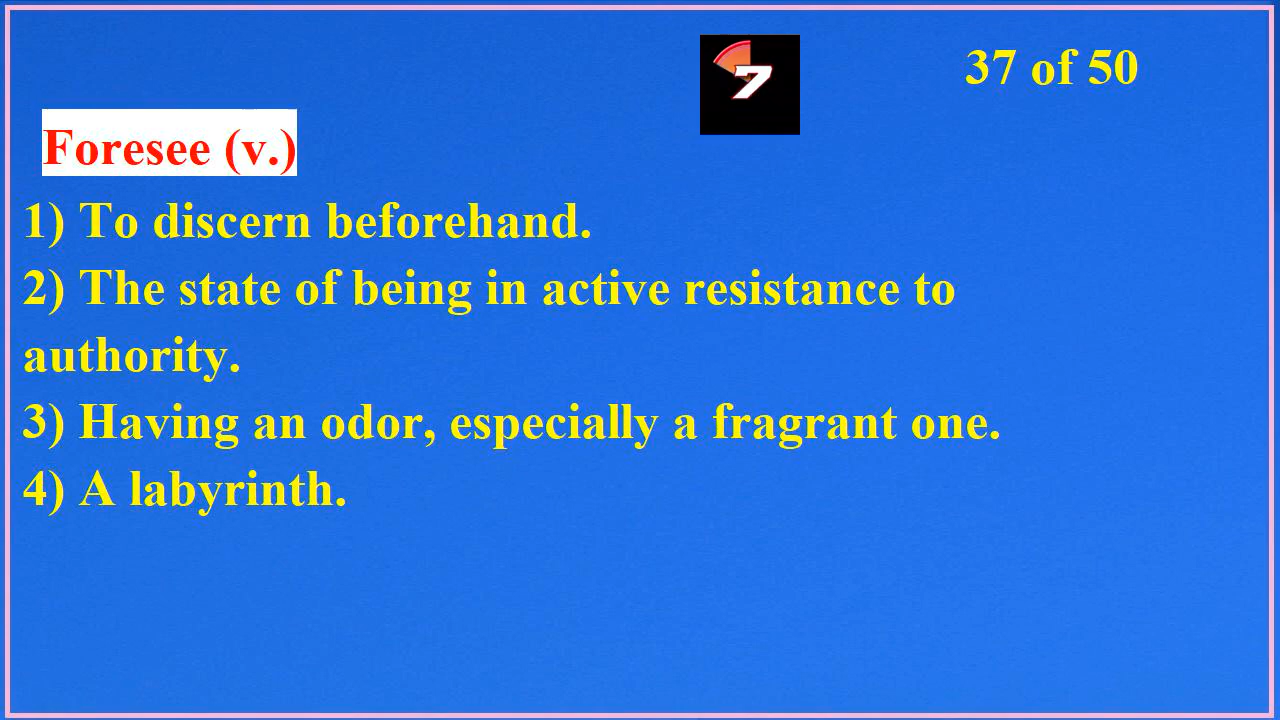 37 of 50
7
Foresee (v.)
1) To discern beforehand.
2) The state of being in active resistance to
authority.
3) Having an odor, especially a fragrant one.
4) A labyrinth.